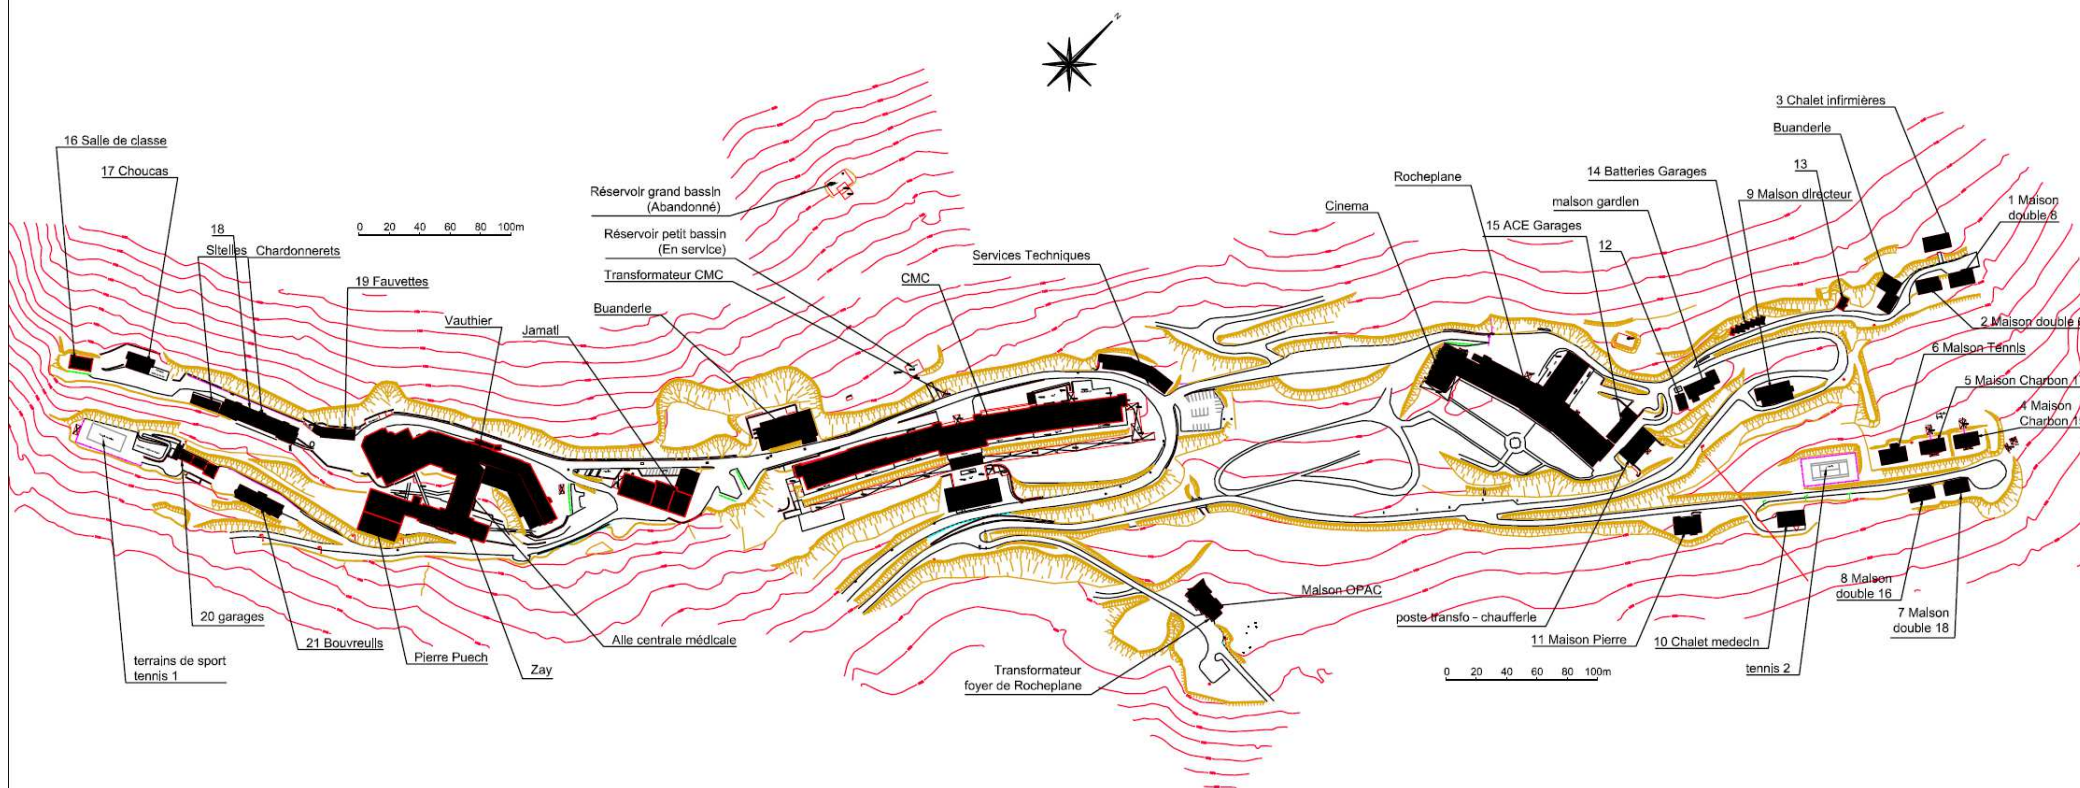 N
3 Chalet infirmières
Buanderie
16 Salle de classe
13
17 Choucas
14 Batteries Garages
Rocheplane
Réservoir grand bassin
(Abandonné)
9 Maison directeur
maison gardien
1 Maison
double 8
Cinema
0 20 40 60 80 100m
18
Réservoir petit bassin
(En service)
15 ACE Garages
12
Sitelles Chardonnerets
Services Techniques
Transformateur CMC
CMC
19 Fauvettes
Buanderie
Vauthier
Jamati
2 Maison double 6
6 Maison Tennis
5 Maison Charbon 17
4 Maison
Charbon 15
8 Maison
double 16
Maison OPAC
20 garages
poste transfo - chaufferie
7 Maison
double 18
21 Bouvreuils
Aile centrale médicale
11 Maison Pierre
10 Chalet medecin
Pierre Puech
terrains de sport
tennis 1
Zay
Transformateur
foyer de Rocheplane
tennis 2
0 20 40 60 80 100m